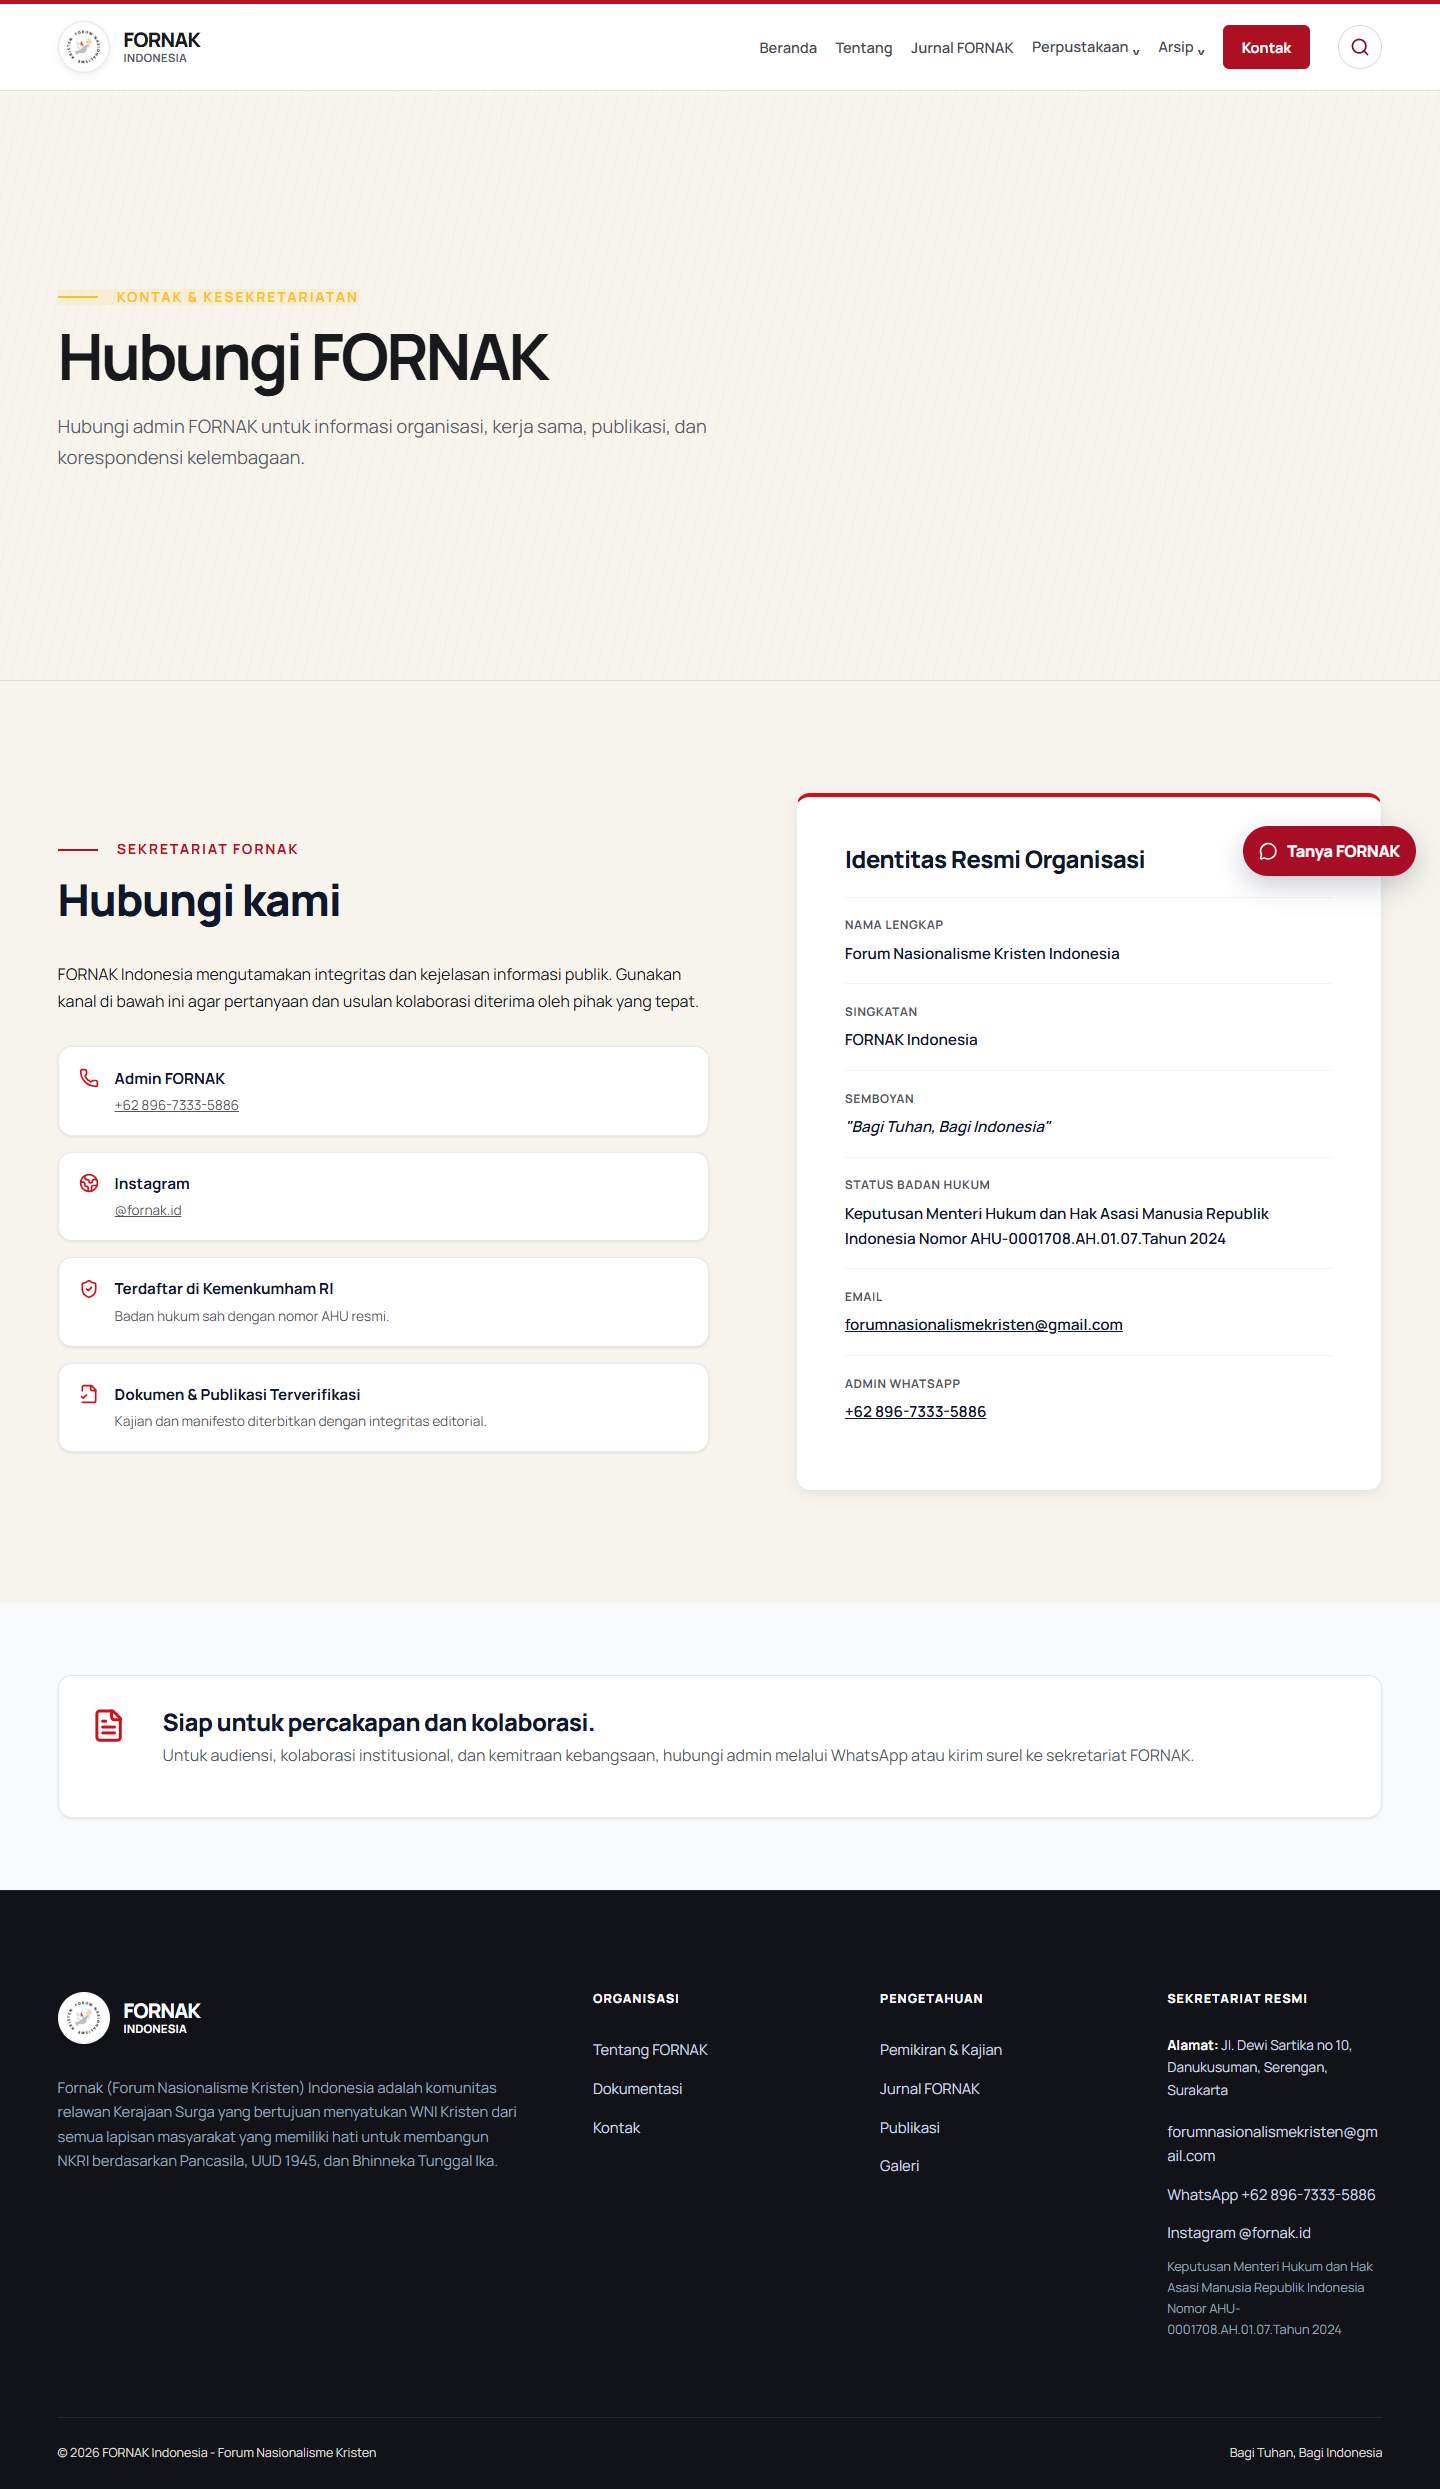 FORNAK
INDONESIA
Beranda
Tentang
Jurnal FORNAK
Perpustakaan
Arsip
Kontak
KONTAK & KESEKRETARIATAN
Hubungi FORNAK
Hubungi admin FORNAK untuk informasi organisasi, kerja sama, publikasi, dan
korespondensi kelembagaan.
SEKRETARIAT FORNAK
Hubungi kami
FORNAK Indonesia mengutamakan integritas dan kejelasan informasi publik. Gunakan
kanal di bawah ini agar pertanyaan dan usulan kolaborasi diterima oleh pihak yang tepat.
Admin FORNAK
+62 896-7333-5886
Instagram
@fornak.id
Terdaftar di Kemenkumham RI
Badan hukum sah dengan nomor AHU resmi.
Dokumen & Publikasi Terverifikasi
Kajian dan manifesto diterbitkan dengan integritas editorial.
Identitas Resmi Organisasi
Tanya FORNAK
NAMA LENGKAP
Forum Nasionalisme Kristen Indonesia
SINGKATAN
FORNAK Indonesia
SEMBOYAN
"Bagi Tuhan, Bagi Indonesia"
STATUS BADAN HUKUM
Keputusan Menteri Hukum dan Hak Asasi Manusia Republik
Indonesia Nomor AHU-0001708.AH.01.07.Tahun 2024
EMAIL
forumnasionalismekristen@gmail.com
ADMIN WHATSAPP
+62 896-7333-5886
Siap untuk percakapan dan kolaborasi.
Untuk audiensi, kolaborasi institusional, dan kemitraan kebangsaan, hubungi admin melalui WhatsApp atau kirim surel ke sekretariat FORNAK.
FORNAK
INDONESIA
Fornak (Forum Nasionalisme Kristen) Indonesia adalah komunitas
relawan Kerajaan Surga yang bertujuan menyatukan WNI Kristen dari
semua lapisan masyarakat yang memiliki hati untuk membangun
NKRI berdasarkan Pancasila, UUD 1945, dan Bhinneka Tunggal Ika.
ORGANISASI
Tentang FORNAK
Dokumentasi
Kontak
PENGETAHUAN
Pemikiran & Kajian
Jurnal FORNAK
Publikasi
Galeri
SEKRETARIAT RESMI
Alamat: Jl. Dewi Sartika no 10,
Danukusuman, Serengan,
Surakarta
forumnasionalismekristen@gm
ail.com
WhatsApp +62 896-7333-5886
Instagram @fornak.id
Keputusan Menteri Hukum dan Hak
Asasi Manusia Republik Indonesia
Nomor AHU-
0001708.AH.01.07.Tahun 2024
© 2026 FORNAK Indonesia - Forum Nasionalisme Kristen
Bagi Tuhan, Bagi Indonesia